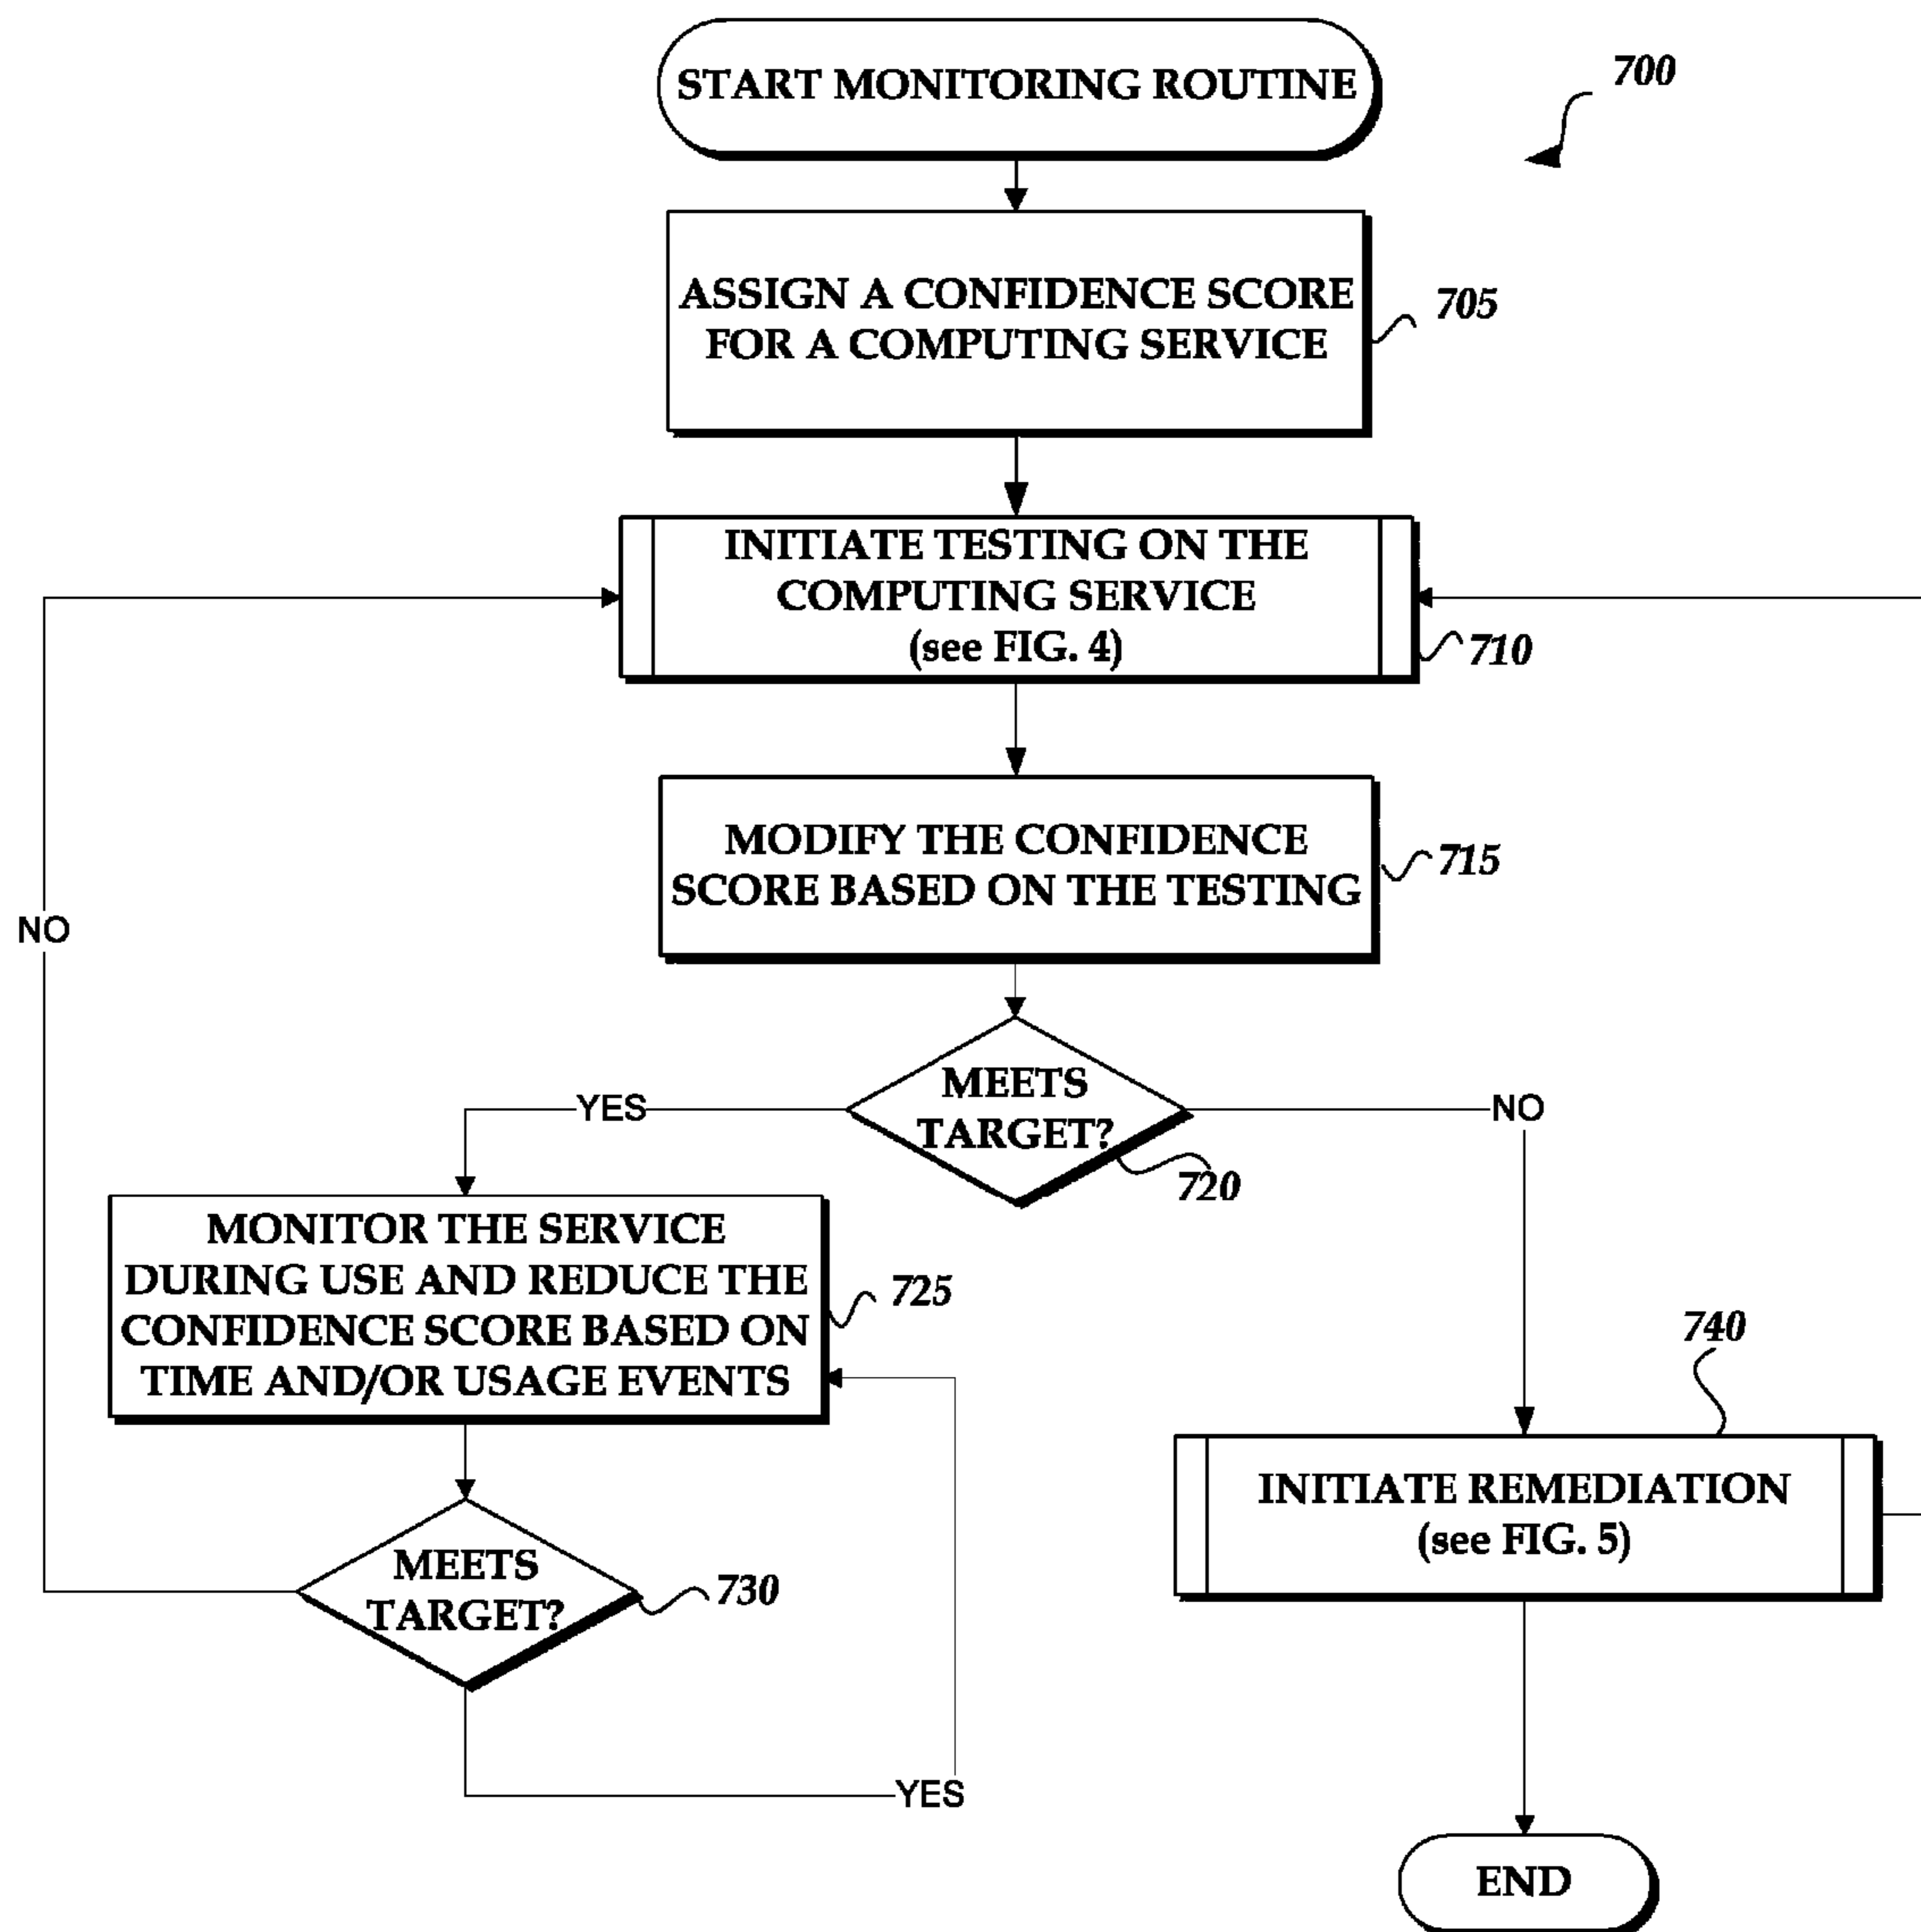 START MONITORING ROUTINE
700
ASSIGN A CONFIDENCE SCORE
FOR A COMPUTING SERVICE
705
INITIATE TESTING ON THE
COMPUTING SERVICE
(see FIG. 4)
710
MODIFY THE CONFIDENCE
SCORE BASED ON THE TESTING
715
NO
MEETS
TARGET?
720
YES
NO
MONITOR THE SERVICE
DURING USE AND REDUCE THE
CONFIDENCE SCORE BASED ON
TIME AND/OR USAGE EVENTS
725
740
INITIATE REMEDIATION
(see FIG. 5)
MEETS
TARGET?
730
YES
END